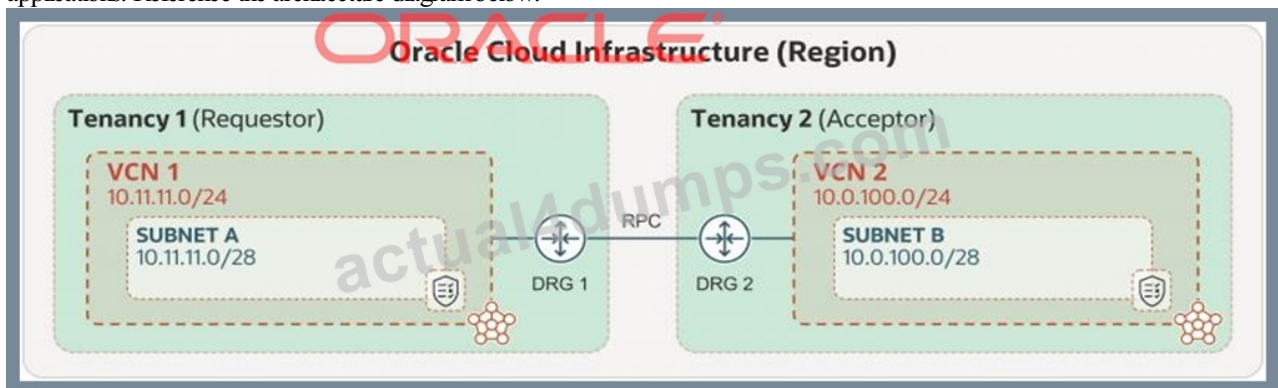 applications. Reference the architecture diagram below.
ORACLE
Oracle Cloud Infrastructure (Region)
Tenancy 1 (Requestor)
Tenancy 2 (Acceptor)
VCN 1
10.11.11.0/24
SUBNET A
10.11.11.0/28
DRG 1
RPC
DRG 2
VCN 2
10.0.100.0/24
SUBNET B
10.0.100.0/28
actual4dumps.com